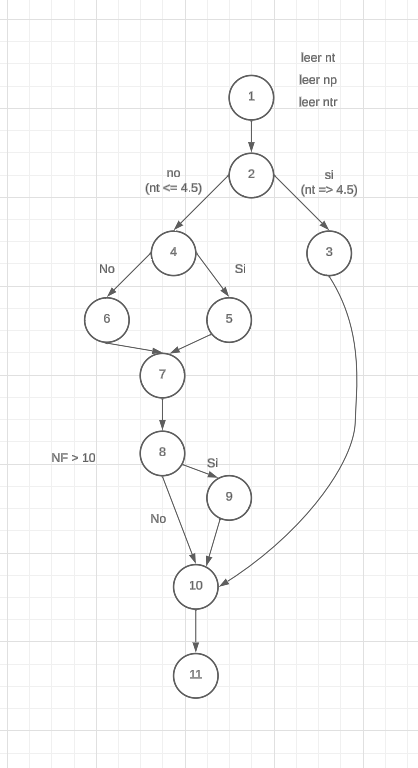 leer nt
leer np
leer ntr
1
2
no
(nt <= 4.5)
si
(nt => 4.5)
4
3
No
Si
6
5
7
8
NF > 10
Si
9
No
10
11